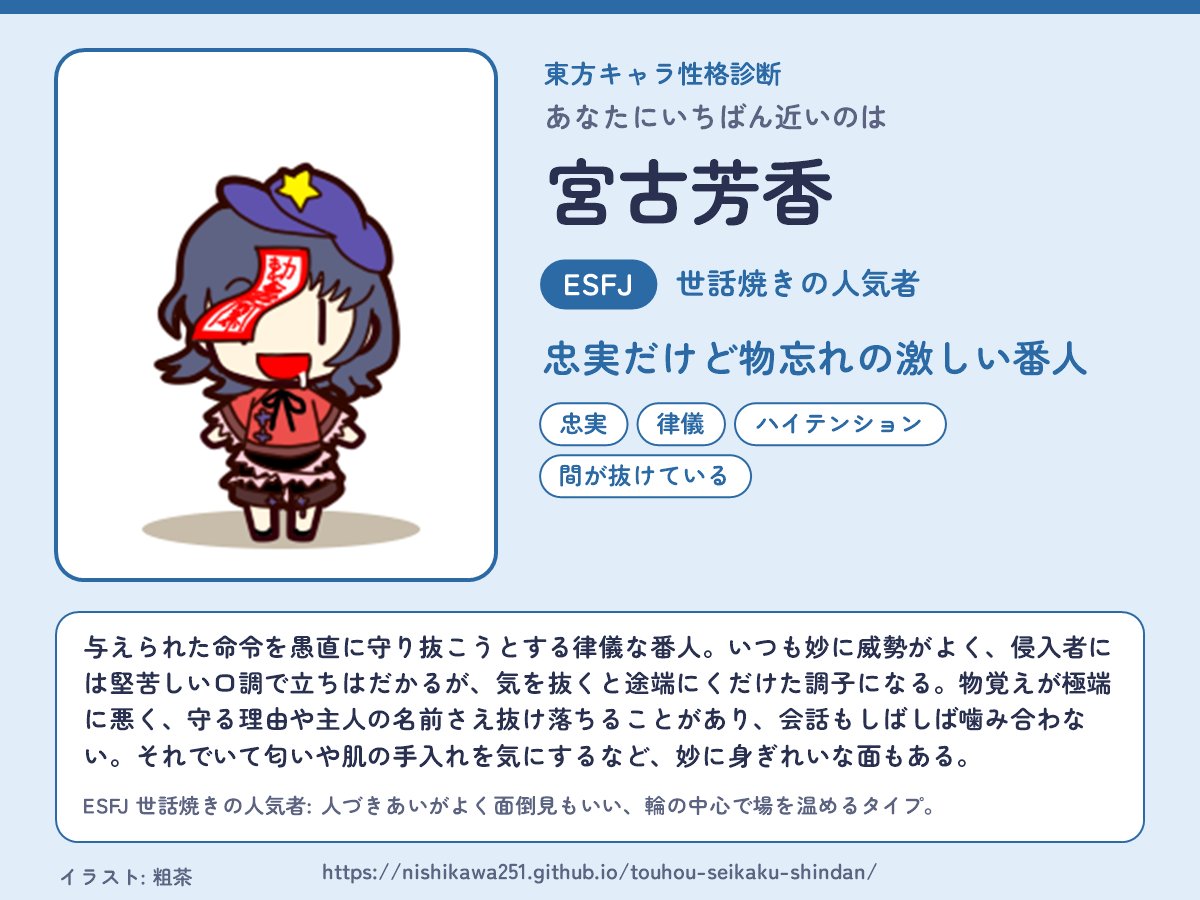 東方キャラ性格診断
あなたにいちばん近いのは
宮古芳香
ESFJ 世話焼きの人気者
忠実だけど物忘れの激しい番人
忠実 律儀 ハイテンション
間が抜けている
与えられた命令を愚直に守り抜こうとする律儀な番人。いつも妙に威勢がよく、侵入者に
は堅苦しい口調で立ちはだかるが、気を抜くと途端にくだけた調子になる。物覚えが極端
に悪く、守る理由や主人の名前さえ抜け落ちることがあり、会話もしばしば噛み合わな
い。それでいて匂いや肌の手入れを気にするなど、妙に身ぎれいな面もある。
ESFJ 世話焼きの人気者: 人づきあいがよく面倒見もいい、輪の中心で場を温めるタイプ。
イラスト: 粗茶 https://nishikawa251.github.io/touhou-seikaku-shindan/